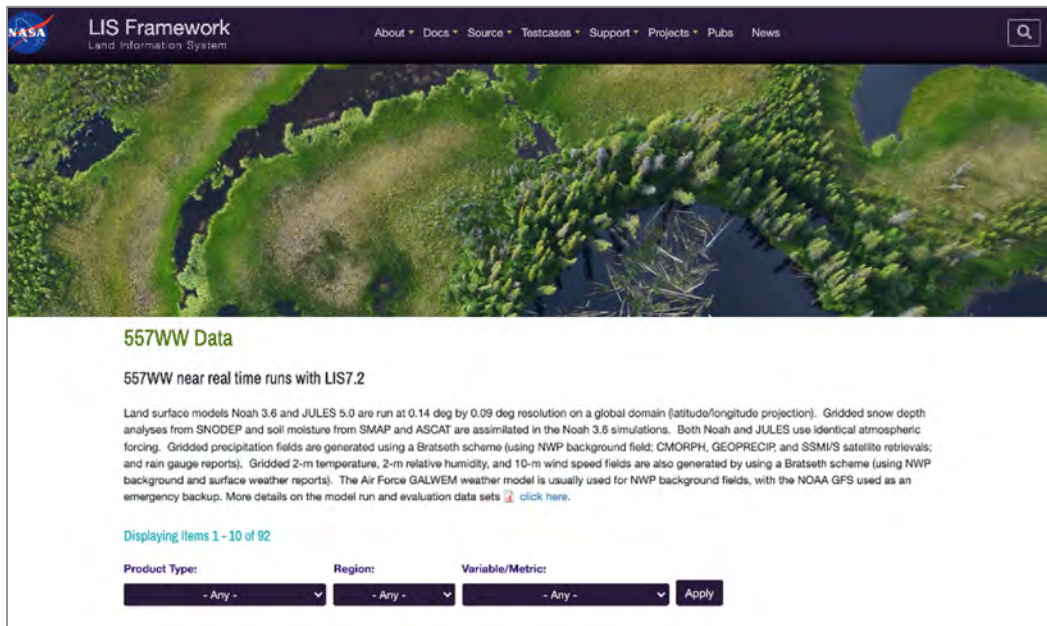 NASA
LIS Framework
Land Information System
About Docs Source Testcases Support Projects Pubs News
557WW Data
557WW near real time runs with LIS7.2
Land surface models Noah 3.6 and JULES 5.0 are run at 0.14 deg by 0.09 deg resolution on a global domain (latitude/longitude projection). Gridded snow depth
analyses from SNODEP and soil moisture from SMAP and ASCAT are assimilated in the Noah 3.6 simulations. Both Noah and JULES use identical atmospheric
forcing. Gridded precipitation fields are generated using a Bratseth scheme (using NWP background field; CMORPH, GEOPRECIP, and SSMI/S satellite retrievals;
and rain gauge reports). Gridded 2-m temperature, 2-m relative humidity, and 10-m wind speed fields are also generated by using a Bratseth scheme (using NWP
background and surface weather reports). The Air Force GALWEM weather model is usually used for NWP background fields, with the NOAA GFS used as an
emergency backup. More details on the model run and evaluation data sets click here.
Displaying Items 1 - 10 of 92
Product Type: Region: Variable/Metric:
- Any - - Any - - Any - Apply